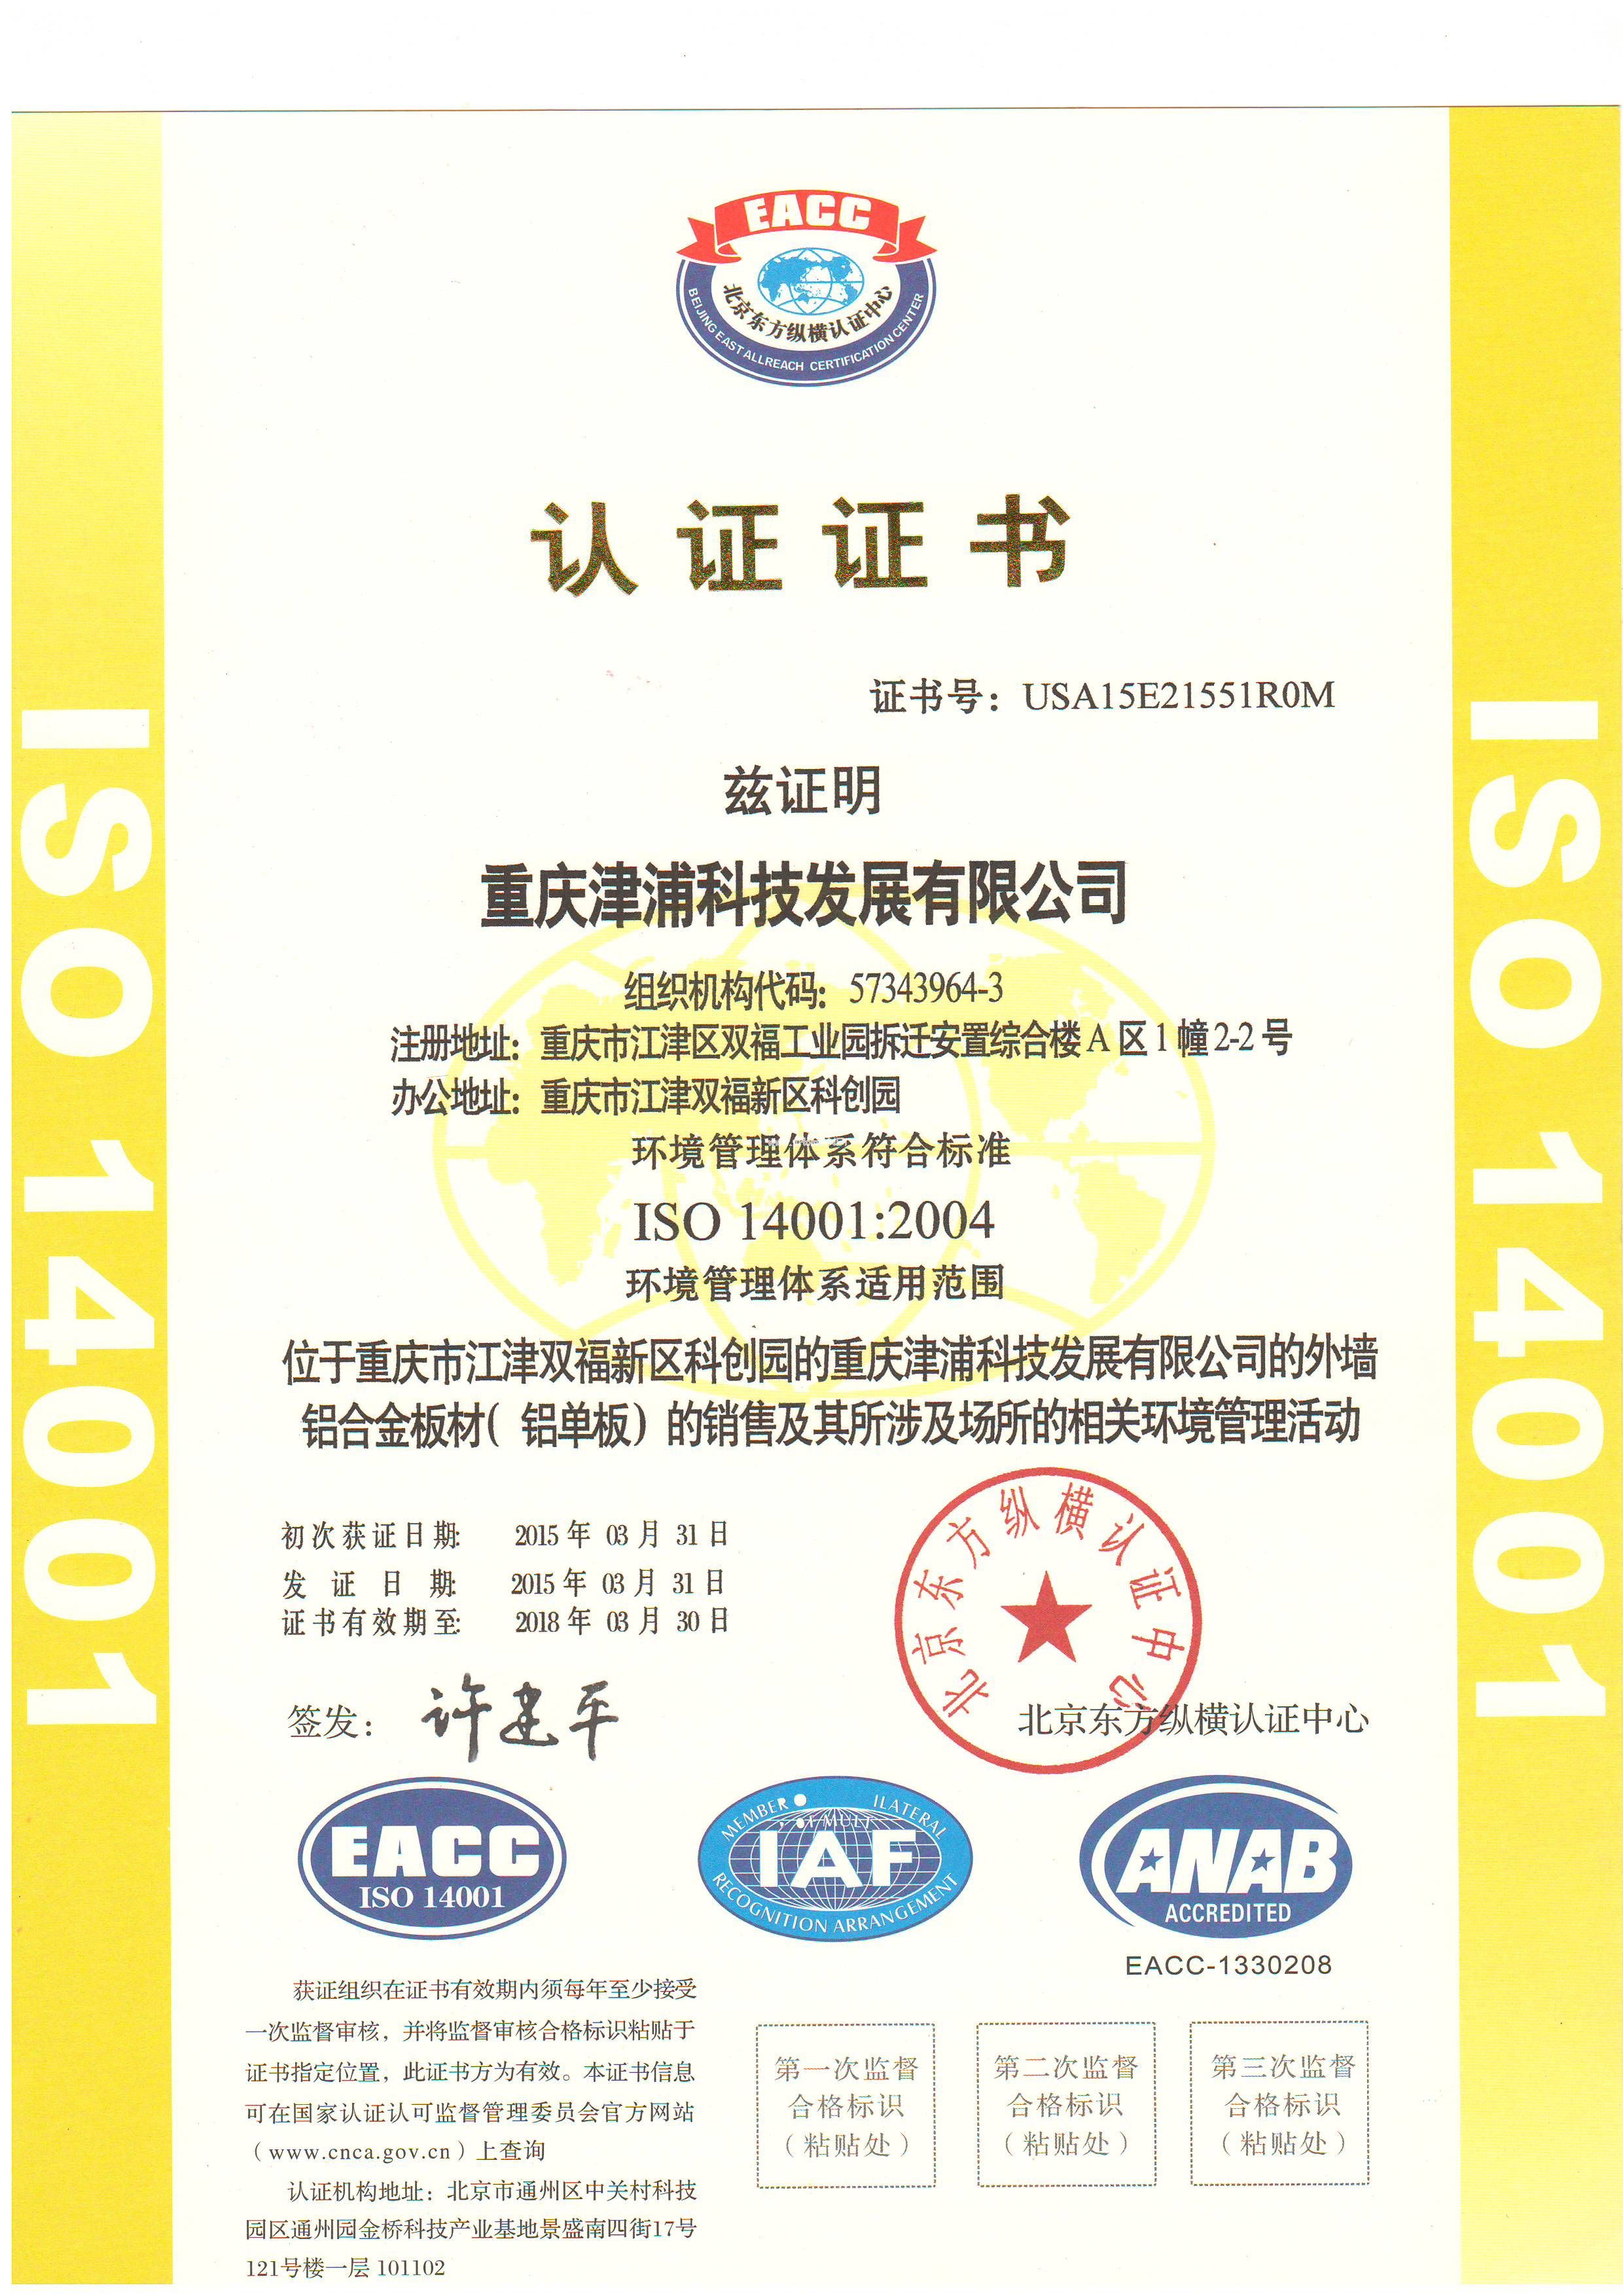 EACC
北京东方纵横认证中心
BEIJING EAST ALLREACH CERTIFICATION CENTER
认证证书
证书号：USA15E21551R0M
兹证明
重庆津浦科技发展有限公司
组织机构代码：57343964-3
注册地址：重庆市江津区双福工业园拆迁安置综合楼A区1幢2-2号
办公地址：重庆市江津双福新区科创园
环境管理体系符合标准
ISO 14001:2004
环境管理体系适用范围
位于重庆市江津双福新区科创园的重庆津浦科技发展有限公司的外墙
铝合金板材（铝单板）的销售及其所涉及场所的相关环境管理活动
初次获证日期: 2015年 03月 31日
发证日期: 2015年 03月 31日
证书有效期至: 2018年 03月 30日
北京东方纵横认证中心
签发：许建平
北京东方纵横认证中心
EACC
ISO 14001
MEMBER OF MULTILATERAL
IAF
RECOGNITION ARRANGEMENT
ANAB
ACCREDITED
EACC-1330208
获证组织在证书有效期内须每年至少接受
一次监督审核，并将监督审核合格标识粘贴于
证书指定位置，此证书方为有效。本证书信息
可在国家认证认可监督管理委员会官方网站
（www.cnca.gov.cn）上查询
认证机构地址：北京市通州区中关村科技
园区通州园金桥科技产业基地景盛南四街17号
121号楼一层 101102
第一次监督
合格标识
（粘贴处）
第二次监督
合格标识
（粘贴处）
第三次监督
合格标识
（粘贴处）
ISO 14001
ISO 14001